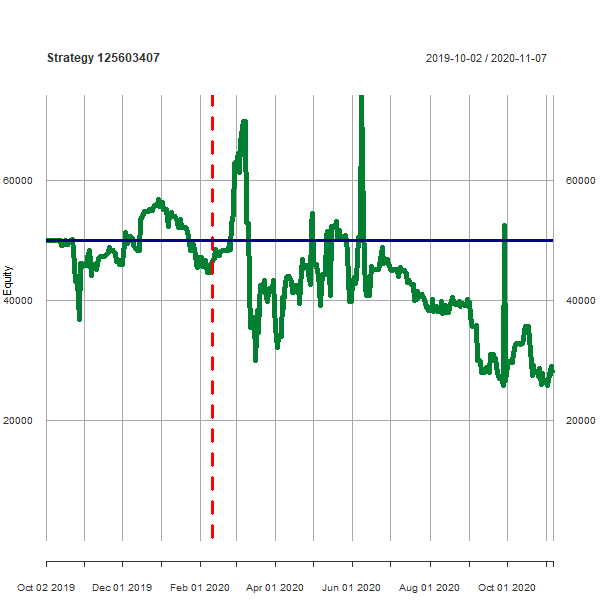 Strategy 125603407
2019-10-02 / 2020-11-07
60000
60000
Equity
40000
40000
20000
20000
Oct 02 2019
Dec 01 2019
Feb 01 2020
Apr 01 2020
Jun 01 2020
Aug 01 2020
Oct 01 2020